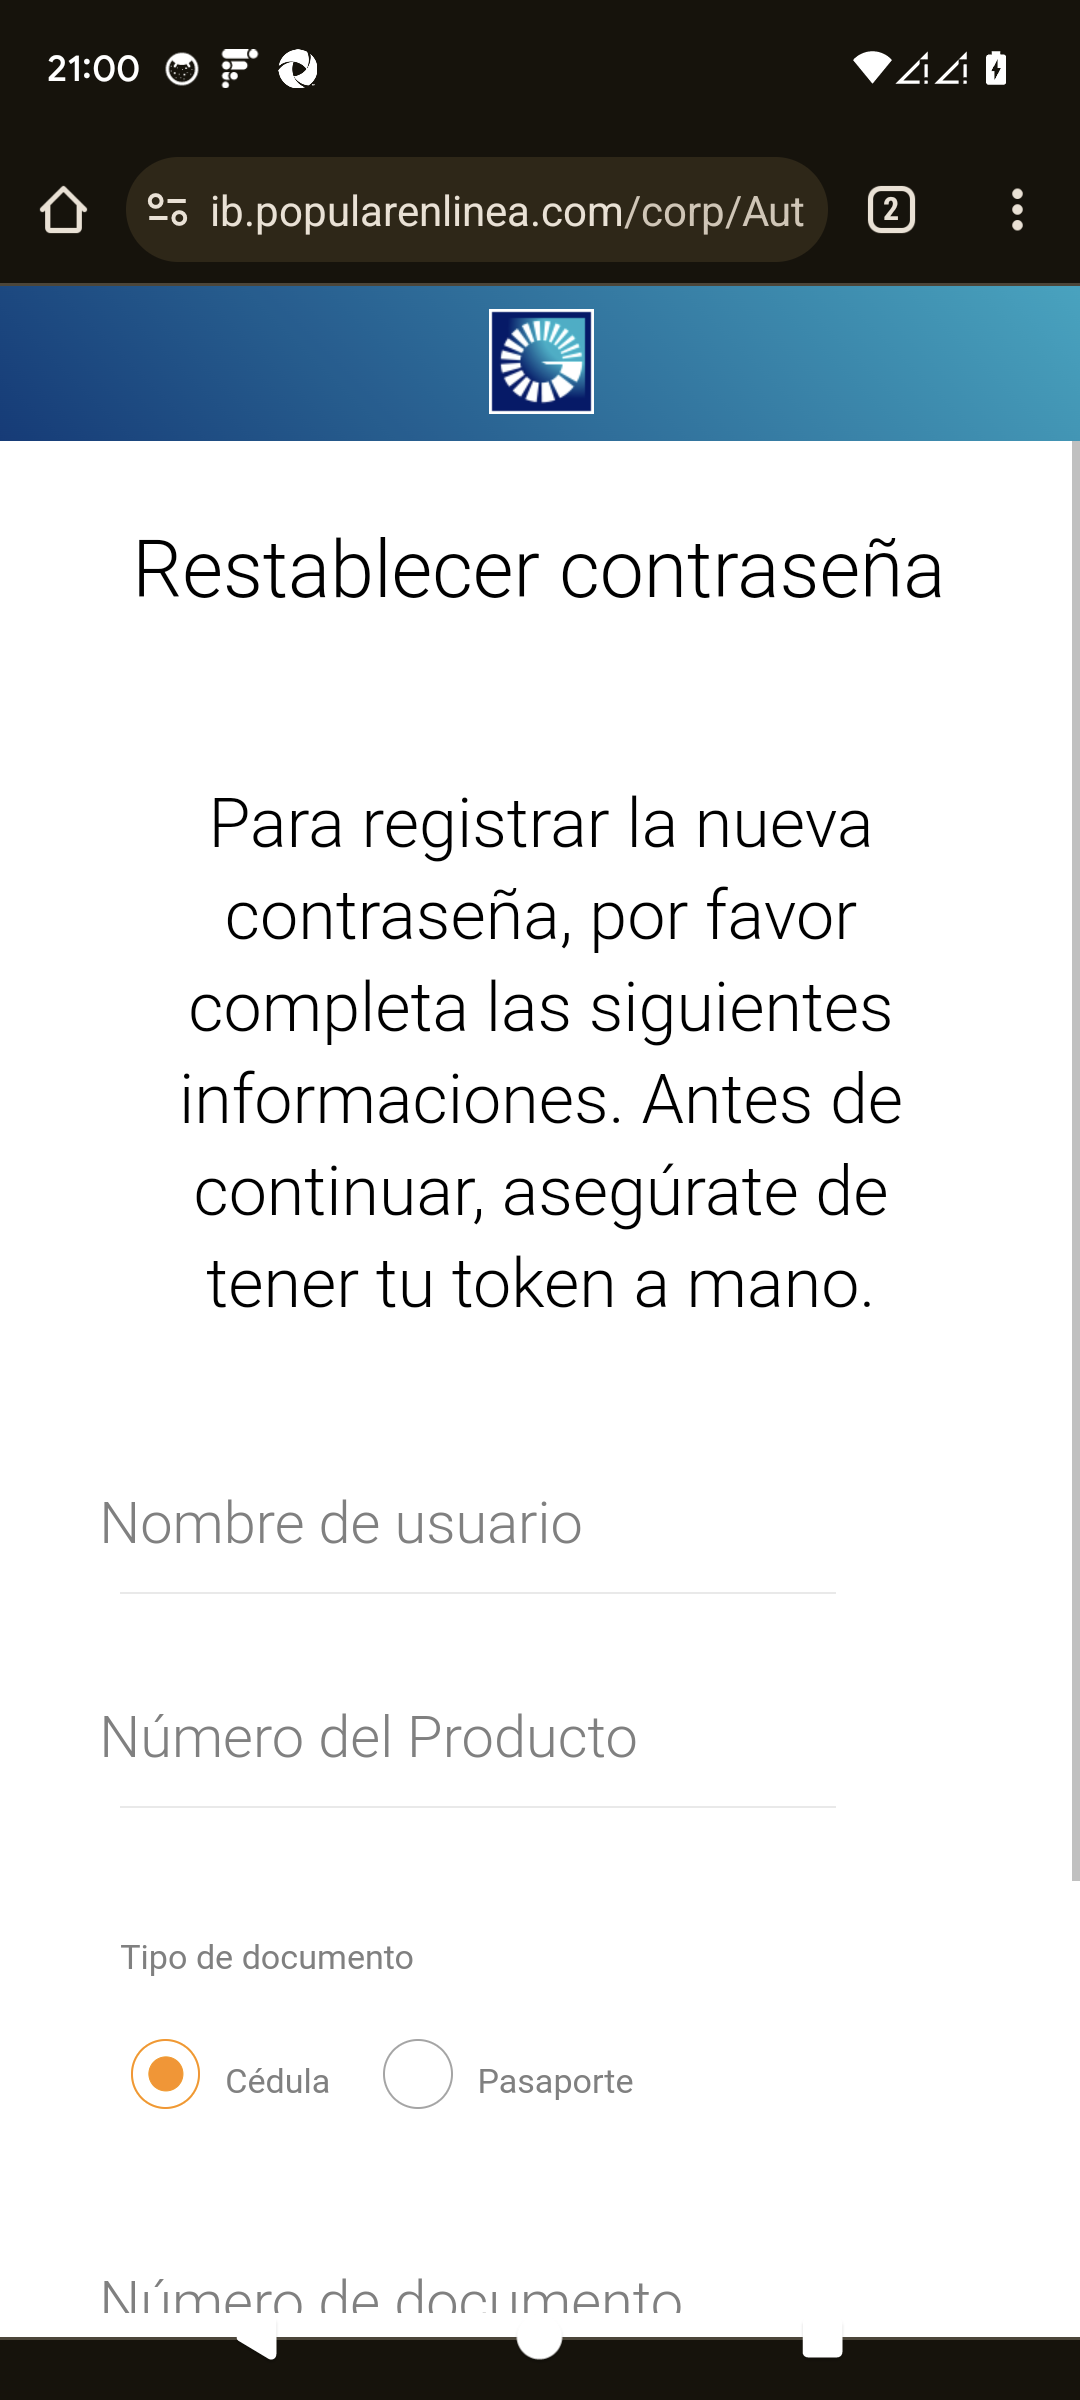 21:00
ib.popularenlinea.com/corp/Aut
2
Restablecer contraseña
Para registrar la nueva
contraseña, por favor
completa las siguientes
informaciones. Antes de
continuar, asegúrate de
tener tu token a mano.
Nombre de usuario
Número del Producto
Tipo de documento
Cédula
Pasaporte
Número de documento